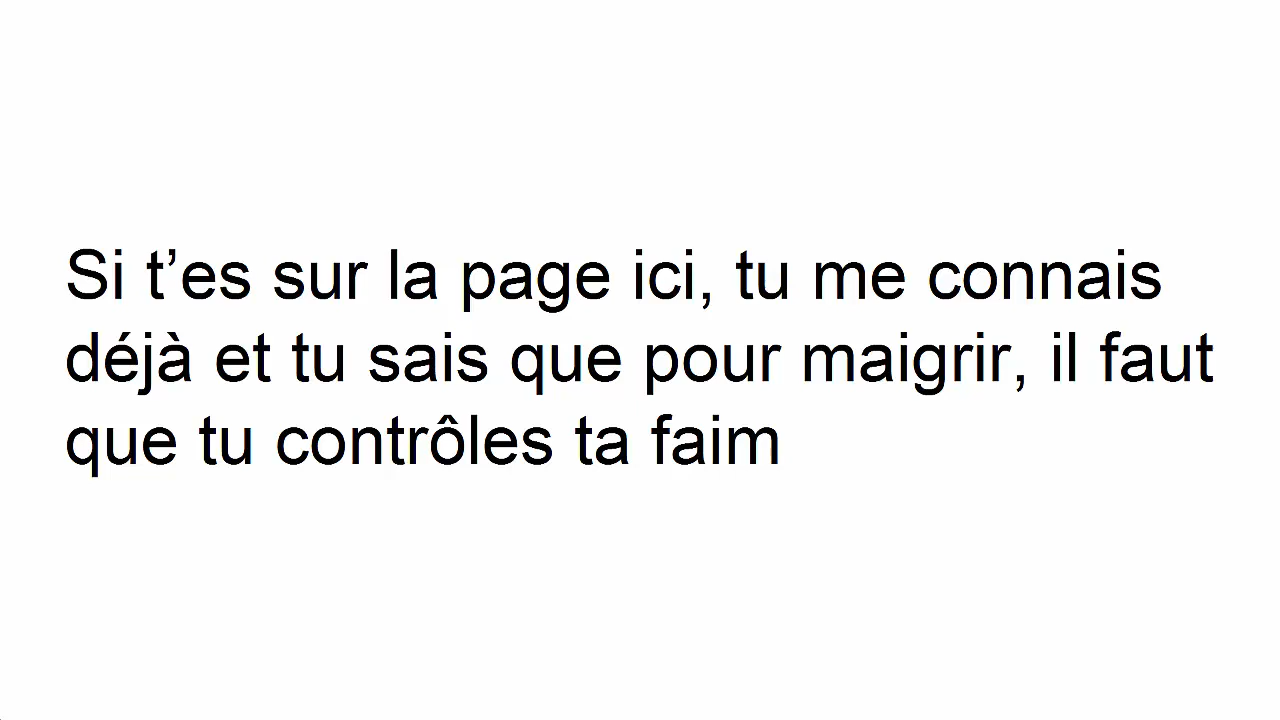 Si t’es sur la page ici, tu me connais
déjà et tu sais que pour maigrir, il faut
que tu contrôles ta faim